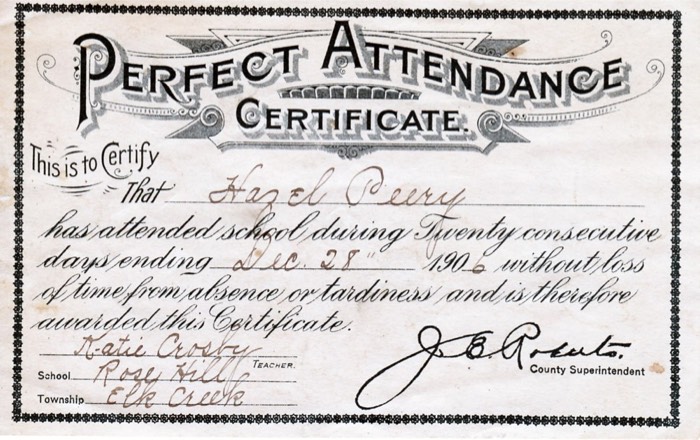 PERFECT ATTENDANCE
CERTIFICATE.
This is to Certify
That Hazel Peery
has attended school during Twenty consecutive
days ending Dec. 28" 1906 without loss
of time from absence or tardiness and is therefore
awarded this Certificate.
Katie Crosby
TEACHER.
J B Roberts.
County Superintendent
School Rose Hill
Township Elk Creek